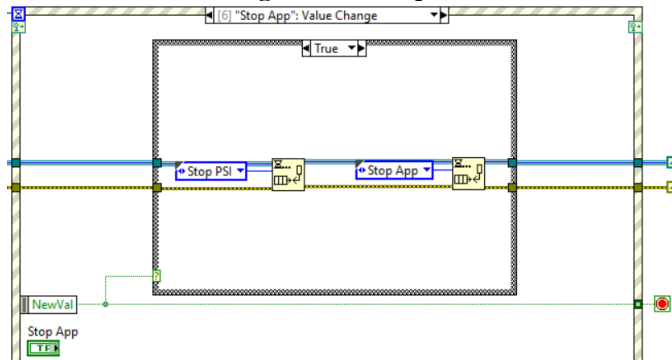 [6] "Stop App": Value Change
True
Stop PSI
Stop App
NewVal
Stop App
TF